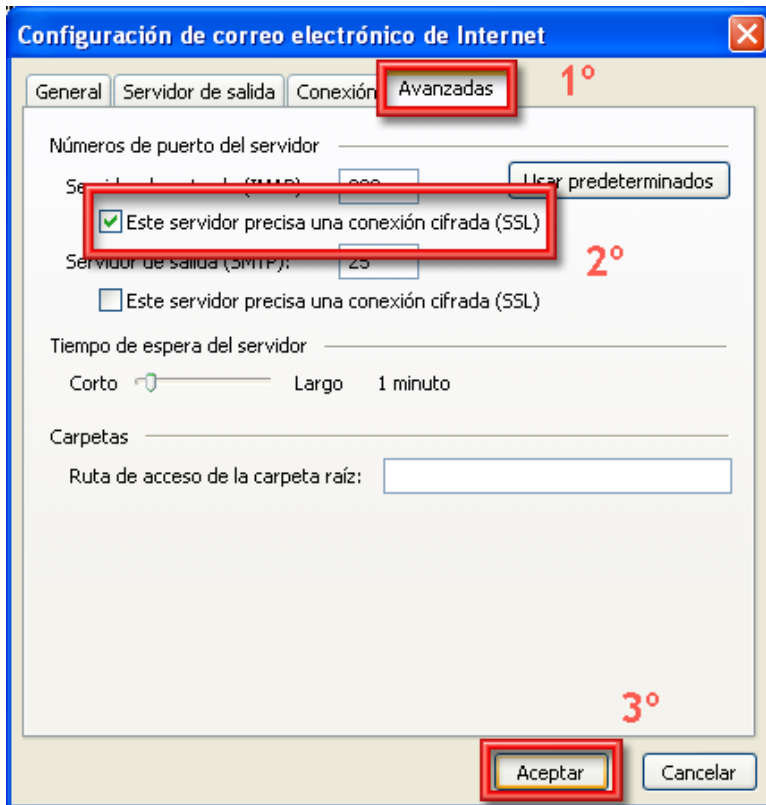 Configuración de correo electrónico de Internet
General Servidor de salida Conexión Avanzadas 1º
Números de puerto del servidor
Usar predeterminados
Este servidor precisa una conexión cifrada (SSL)
Servidor de salida (SMTP): 25 2º
Este servidor precisa una conexión cifrada (SSL)
Tiempo de espera del servidor
Corto Largo 1 minuto
Carpetas
Ruta de acceso de la carpeta raíz:
3º
Aceptar Cancelar